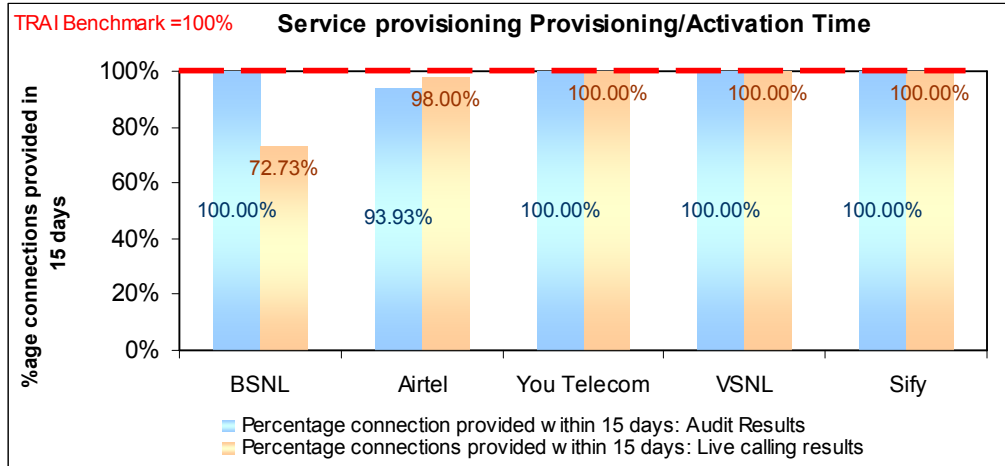 TRAI Benchmark =100%
Service provisioning Provisioning/Activation Time
%age connections provided in
15 days
100%
80%
60%
40%
20%
0%
100.00%
72.73%
93.93%
98.00%
100.00%
100.00%
100.00%
100.00%
100.00%
100.00%
BSNL
Airtel
You Telecom
VSNL
Sify
Percentage connection provided within 15 days: Audit Results
Percentage connections provided within 15 days: Live calling results